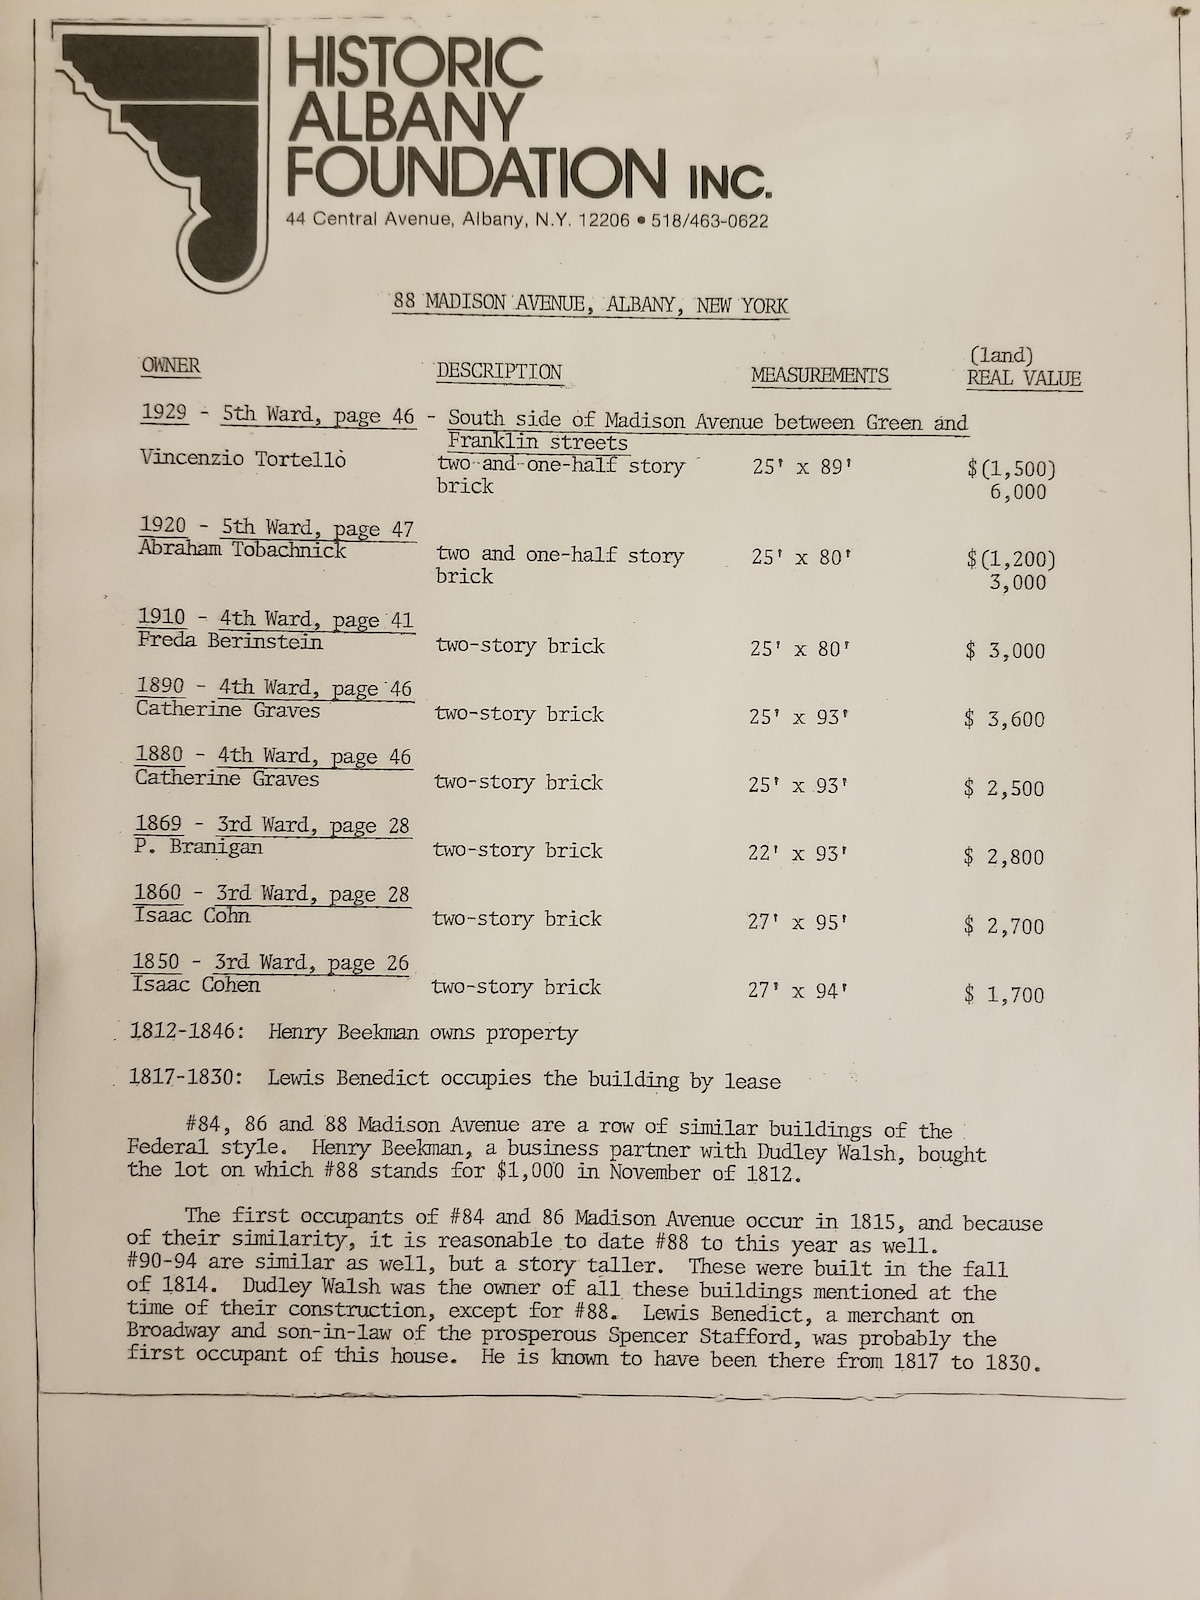 HISTORIC
ALBANY
FOUNDATION INC.
44 Central Avenue, Albany, N.Y. 12206 • 518/463-0622
88 MADISON AVENUE, ALBANY, NEW YORK
OWNER DESCRIPTION MEASUREMENTS (land) REAL VALUE
1929 - 5th Ward, page 46 - South side of Madison Avenue between Green and
Franklin streets
Vincenzio Tortello two-and-one-half story 25' x 89' $(1,500)
brick 6,000
1920 - 5th Ward, page 47
Abraham Tobachnick two and one-half story 25' x 80' $(1,200)
brick 3,000
1910 - 4th Ward, page 41
Freda Berinstein two-story brick 25' x 80' $ 3,000
1890 - 4th Ward, page 46
Catherine Graves two-story brick 25' x 93' $ 3,600
1880 - 4th Ward, page 46
Catherine Graves two-story brick 25' x 93' $ 2,500
1869 - 3rd Ward, page 28
P. Branigan two-story brick 22' x 93' $ 2,800
1860 - 3rd Ward, page 28
Isaac Cohn two-story brick 27' x 95' $ 2,700
1850 - 3rd Ward, page 26
Isaac Cohen two-story brick 27' x 94' $ 1,700
1812-1846: Henry Beekman owns property
1817-1830: Lewis Benedict occupies the building by lease
#84, 86 and 88 Madison Avenue are a row of similar buildings of the
Federal style. Henry Beekman, a business partner with Dudley Walsh, bought
the lot on which #88 stands for $1,000 in November of 1812.
The first occupants of #84 and 86 Madison Avenue occur in 1815, and because
of their similarity, it is reasonable to date #88 to this year as well.
#90-94 are similar as well, but a story taller. These were built in the fall
of 1814. Dudley Walsh was the owner of all these buildings mentioned at the
time of their construction, except for #88. Lewis Benedict, a merchant on
Broadway and son-in-law of the prosperous Spencer Stafford, was probably the
first occupant of this house. He is known to have been there from 1817 to 1830.